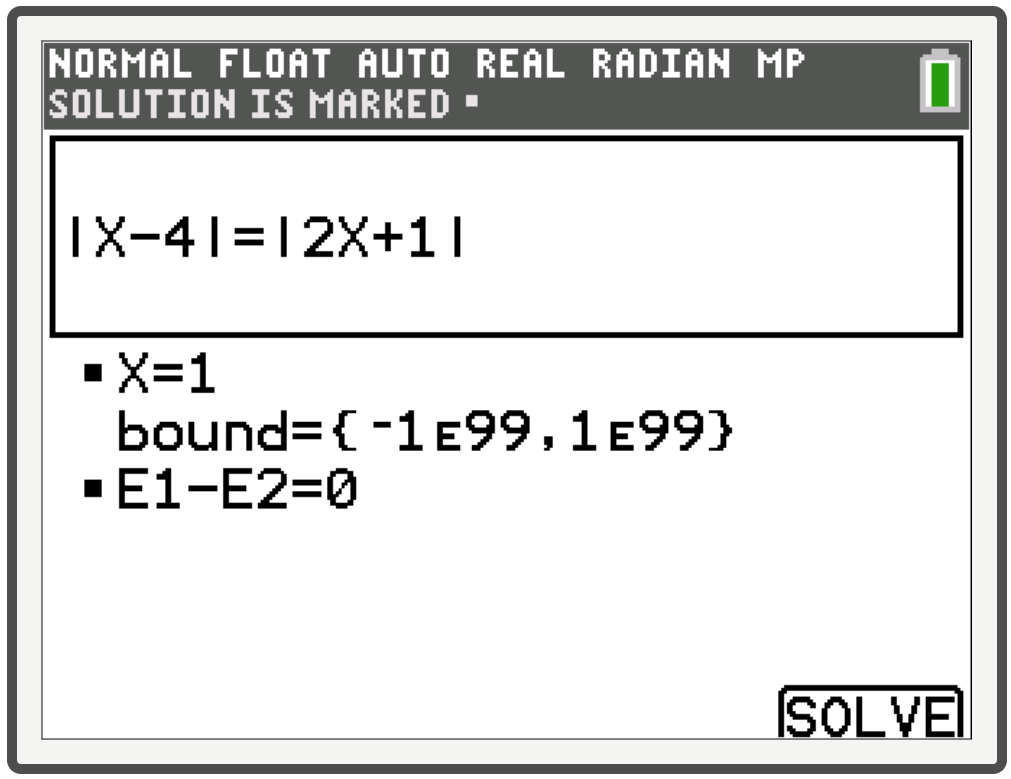 NORMAL FLOAT AUTO REAL RADIAN MP
SOLUTION IS MARKED ▪
|X−4|=|2X+1|
▪X=1
bound={⁻1ᴇ99,1ᴇ99}
▪E1−E2=0
SOLVE